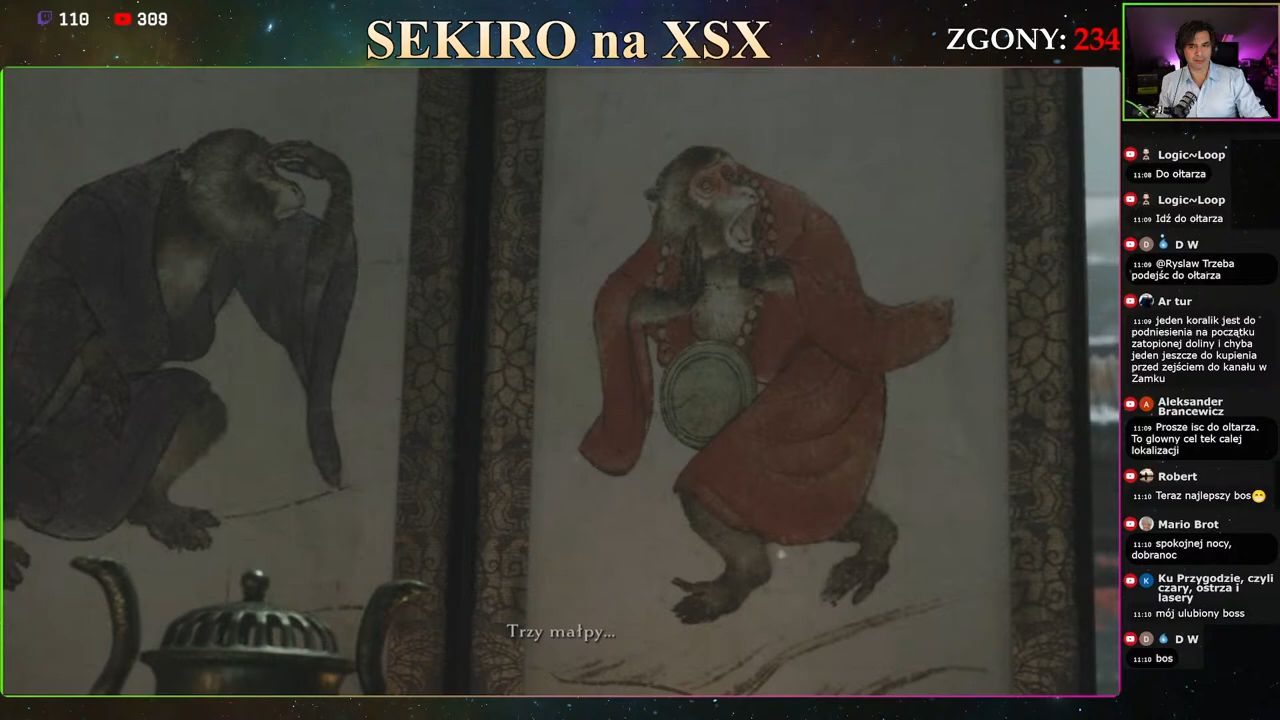 110 309
SEKIRO na XSX
ZGONY: 234
Logic~Loop
11:08 Do ołtarza
Logic~Loop
11:09 Idź do ołtarza
D D W
11:09 @Ryslaw Trzeba
podejśc do ołtarza
Ar tur
11:09 jeden koralik jest do
podniesienia na początku
zatopionej doliny i chyba
jeden jeszcze do kupienia
przed zejściem do kanału w
Zamku
A Aleksander
Brancewicz
11:09 Prosze isc do oltarza.
To glowny cel tek calej
lokalizacji
Robert
11:10 Teraz najlepszy bos😁
Mario Brot
11:10 spokojnej nocy,
dobranoc
K Ku Przygodzie, czyli
czary, ostrza i
lasery
11:10 mój ulubiony boss
D D W
11:10 bos
Trzy małpy...